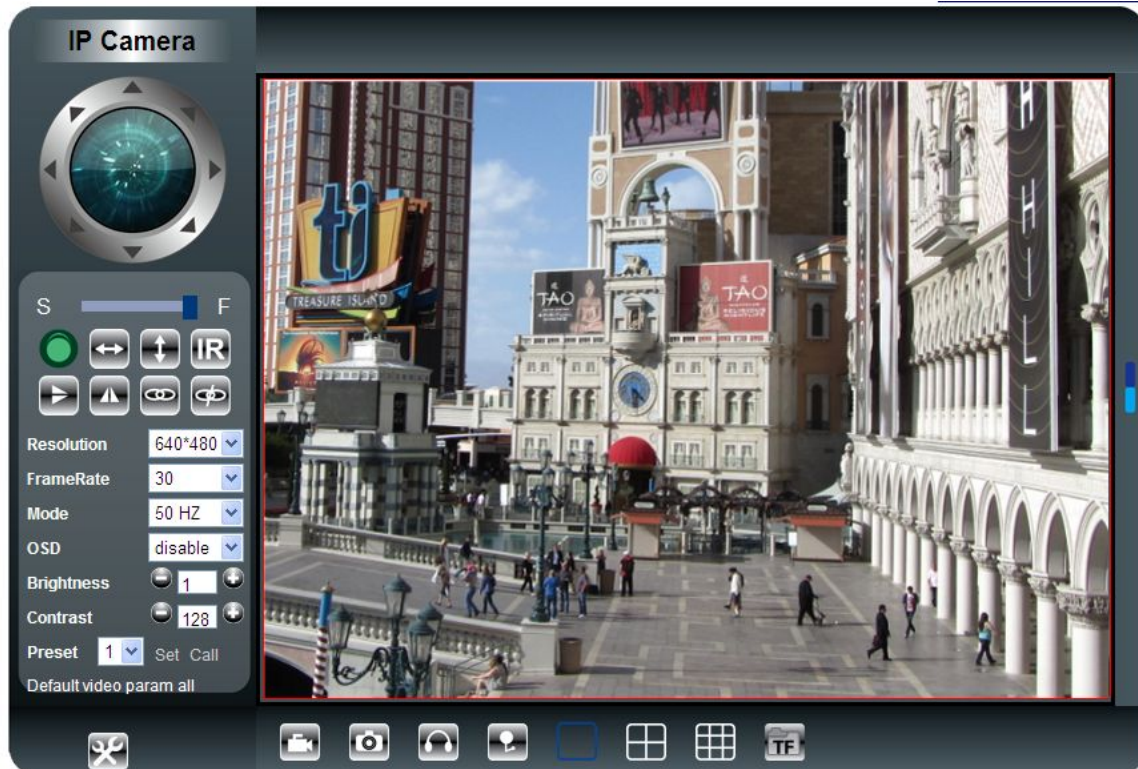 IP Camera
S F
IR
Resolution 640*480
FrameRate 30
Mode 50 HZ
OSD disable
Brightness 1
Contrast 128
Preset 1 Set Call
Default video param all
ti
TREASURE ISLAND
TAO
TAO
H
H
I
L
L
TF